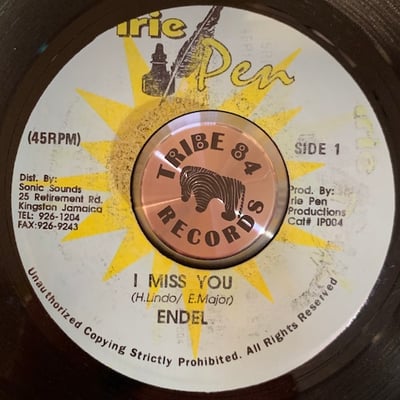 Irie
Pen
(45RPM)
SIDE 1
TRIBE 84
RECORDS
Dist. By:
Sonic Sounds
25 Retirement Rd.
Kingston Jamaica
TEL: 926-1204
FAX:926-9243
Prod. By:
Irie Pen
Productions
Cat# IP004
I MISS YOU
(H.Lindo/ E.Major)
ENDEL
Unauthorized Copying Strictly Prohibited. All Rights Reserved